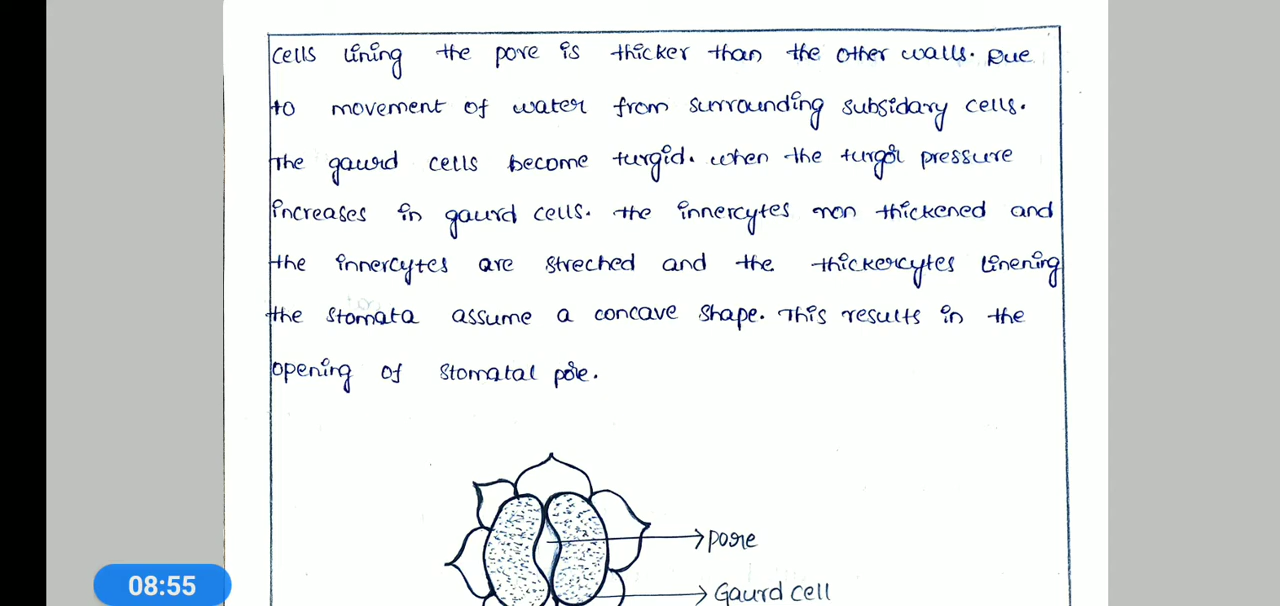 cells lining the pore is thicker than the other walls. Due
to movement of water from surrounding subsidary cells.
The gaurd cells become turgid. when the turgor pressure
increases in gaurd cells. the innercytes non thickened and
the innercytes are streched and the thickercytes linening
the stomata assume a concave shape. This results in the
opening of stomatal pore.
pore
Gaurd cell
08:55